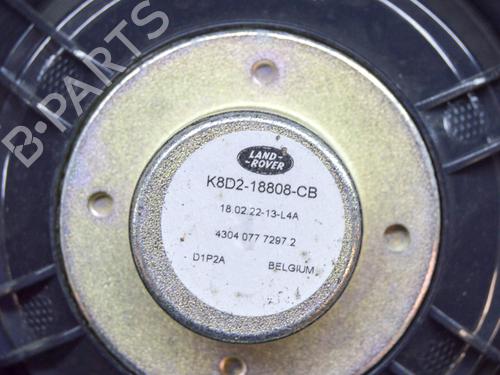 B-PARTS
LAND-
ROVER
K8D2-18808-CB
18.02.22-13-L4A
4304 077 7297 2
D1P2A BELGIUM